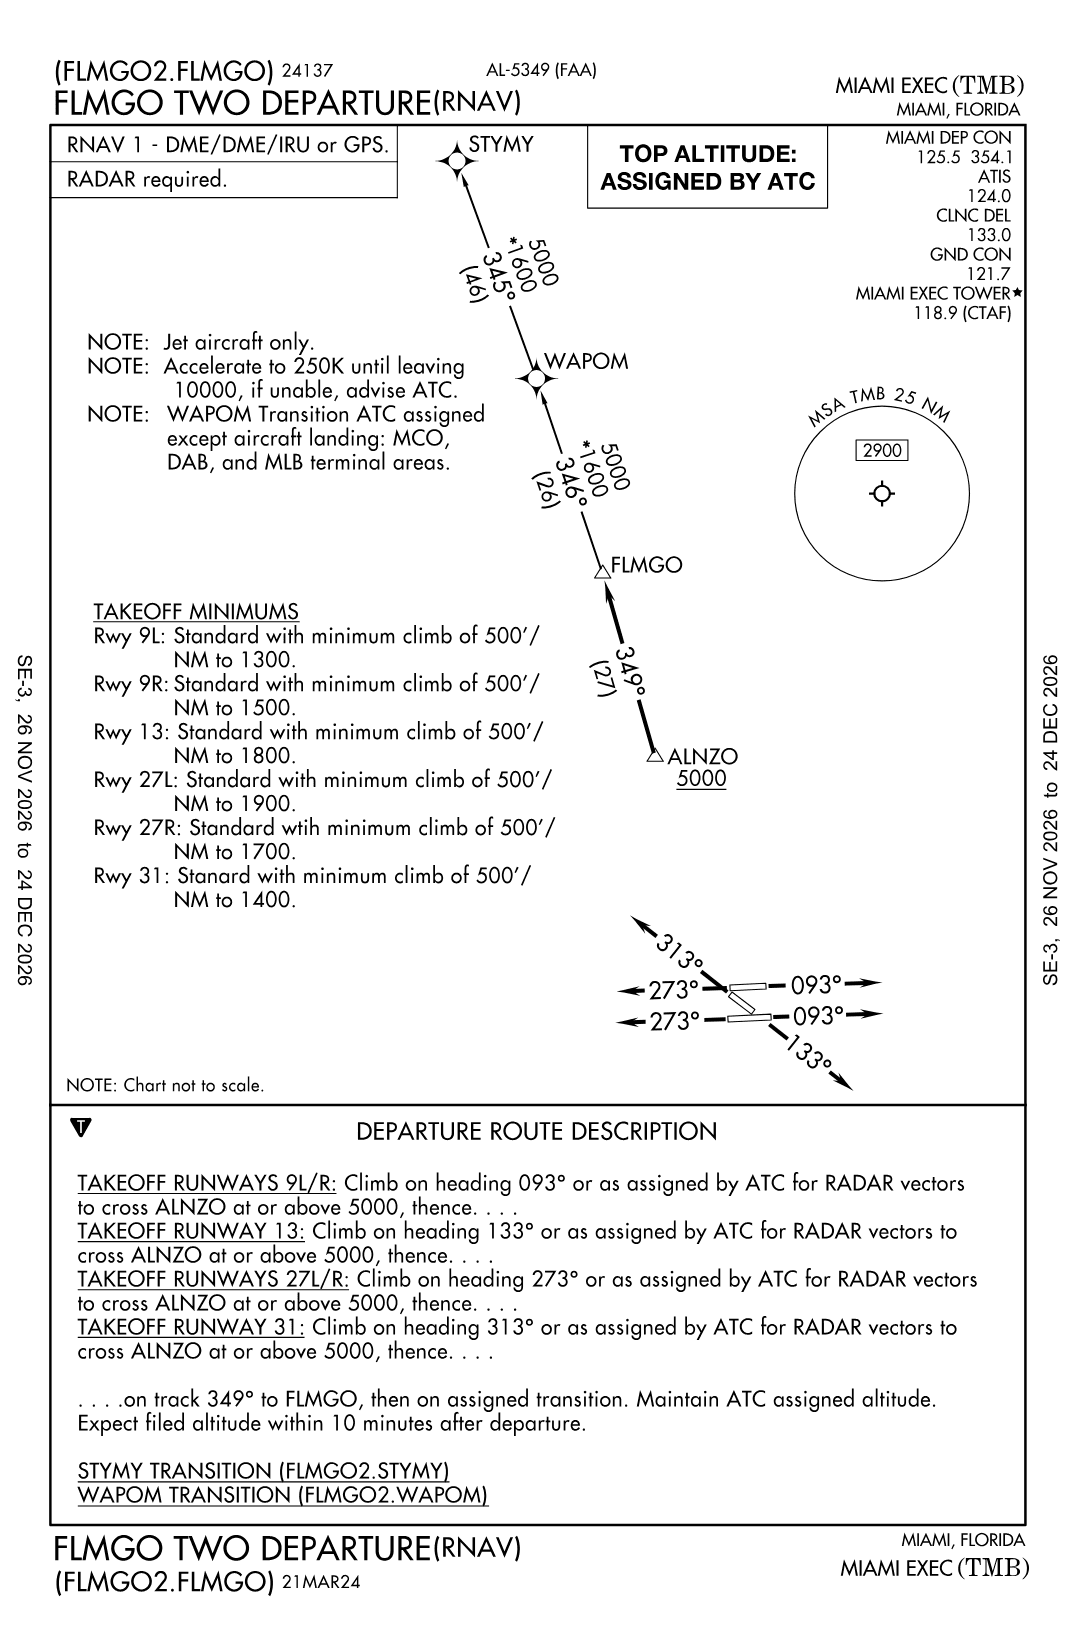 (FLMGO2.FLMGO) 24137
AL-5349 (FAA)
MIAMI EXEC (TMB)
FLMGO TWO DEPARTURE(RNAV)
MIAMI, FLORIDA
RNAV 1 - DME/DME/IRU or GPS.
RADAR required.
TOP ALTITUDE:
ASSIGNED BY ATC
MIAMI DEP CON
125.5 354.1
ATIS
124.0
CLNC DEL
133.0
GND CON
121.7
MIAMI EXEC TOWER★
118.9 (CTAF)
STYMY
5000
*1600
345°
(46)
NOTE: Jet aircraft only.
NOTE: Accelerate to 250K until leaving
10000, if unable, advise ATC.
NOTE: WAPOM Transition ATC assigned
except aircraft landing: MCO,
DAB, and MLB terminal areas.
WAPOM
MSA TMB 25 NM
2900
5000
*1600
346°
(26)
FLMGO
349°
(27)
ALNZO
5000
TAKEOFF MINIMUMS
Rwy 9L: Standard with minimum climb of 500'/
NM to 1300.
Rwy 9R: Standard with minimum climb of 500'/
NM to 1500.
Rwy 13: Standard with minimum climb of 500'/
NM to 1800.
Rwy 27L: Standard with minimum climb of 500'/
NM to 1900.
Rwy 27R: Standard wtih minimum climb of 500'/
NM to 1700.
Rwy 31: Stanard with minimum climb of 500'/
NM to 1400.
313°
273°
093°
273°
093°
133°
NOTE: Chart not to scale.
SE-3, 26 NOV 2026 to 24 DEC 2026
SE-3, 26 NOV 2026 to 24 DEC 2026
T
DEPARTURE ROUTE DESCRIPTION
TAKEOFF RUNWAYS 9L/R: Climb on heading 093° or as assigned by ATC for RADAR vectors
to cross ALNZO at or above 5000, thence. . . .
TAKEOFF RUNWAY 13: Climb on heading 133° or as assigned by ATC for RADAR vectors to
cross ALNZO at or above 5000, thence. . . .
TAKEOFF RUNWAYS 27L/R: Climb on heading 273° or as assigned by ATC for RADAR vectors
to cross ALNZO at or above 5000, thence. . . .
TAKEOFF RUNWAY 31: Climb on heading 313° or as assigned by ATC for RADAR vectors to
cross ALNZO at or above 5000, thence. . . .
. . . .on track 349° to FLMGO, then on assigned transition. Maintain ATC assigned altitude.
Expect filed altitude within 10 minutes after departure.
STYMY TRANSITION (FLMGO2.STYMY)
WAPOM TRANSITION (FLMGO2.WAPOM)
FLMGO TWO DEPARTURE(RNAV)
MIAMI, FLORIDA
(FLMGO2.FLMGO) 21MAR24
MIAMI EXEC (TMB)